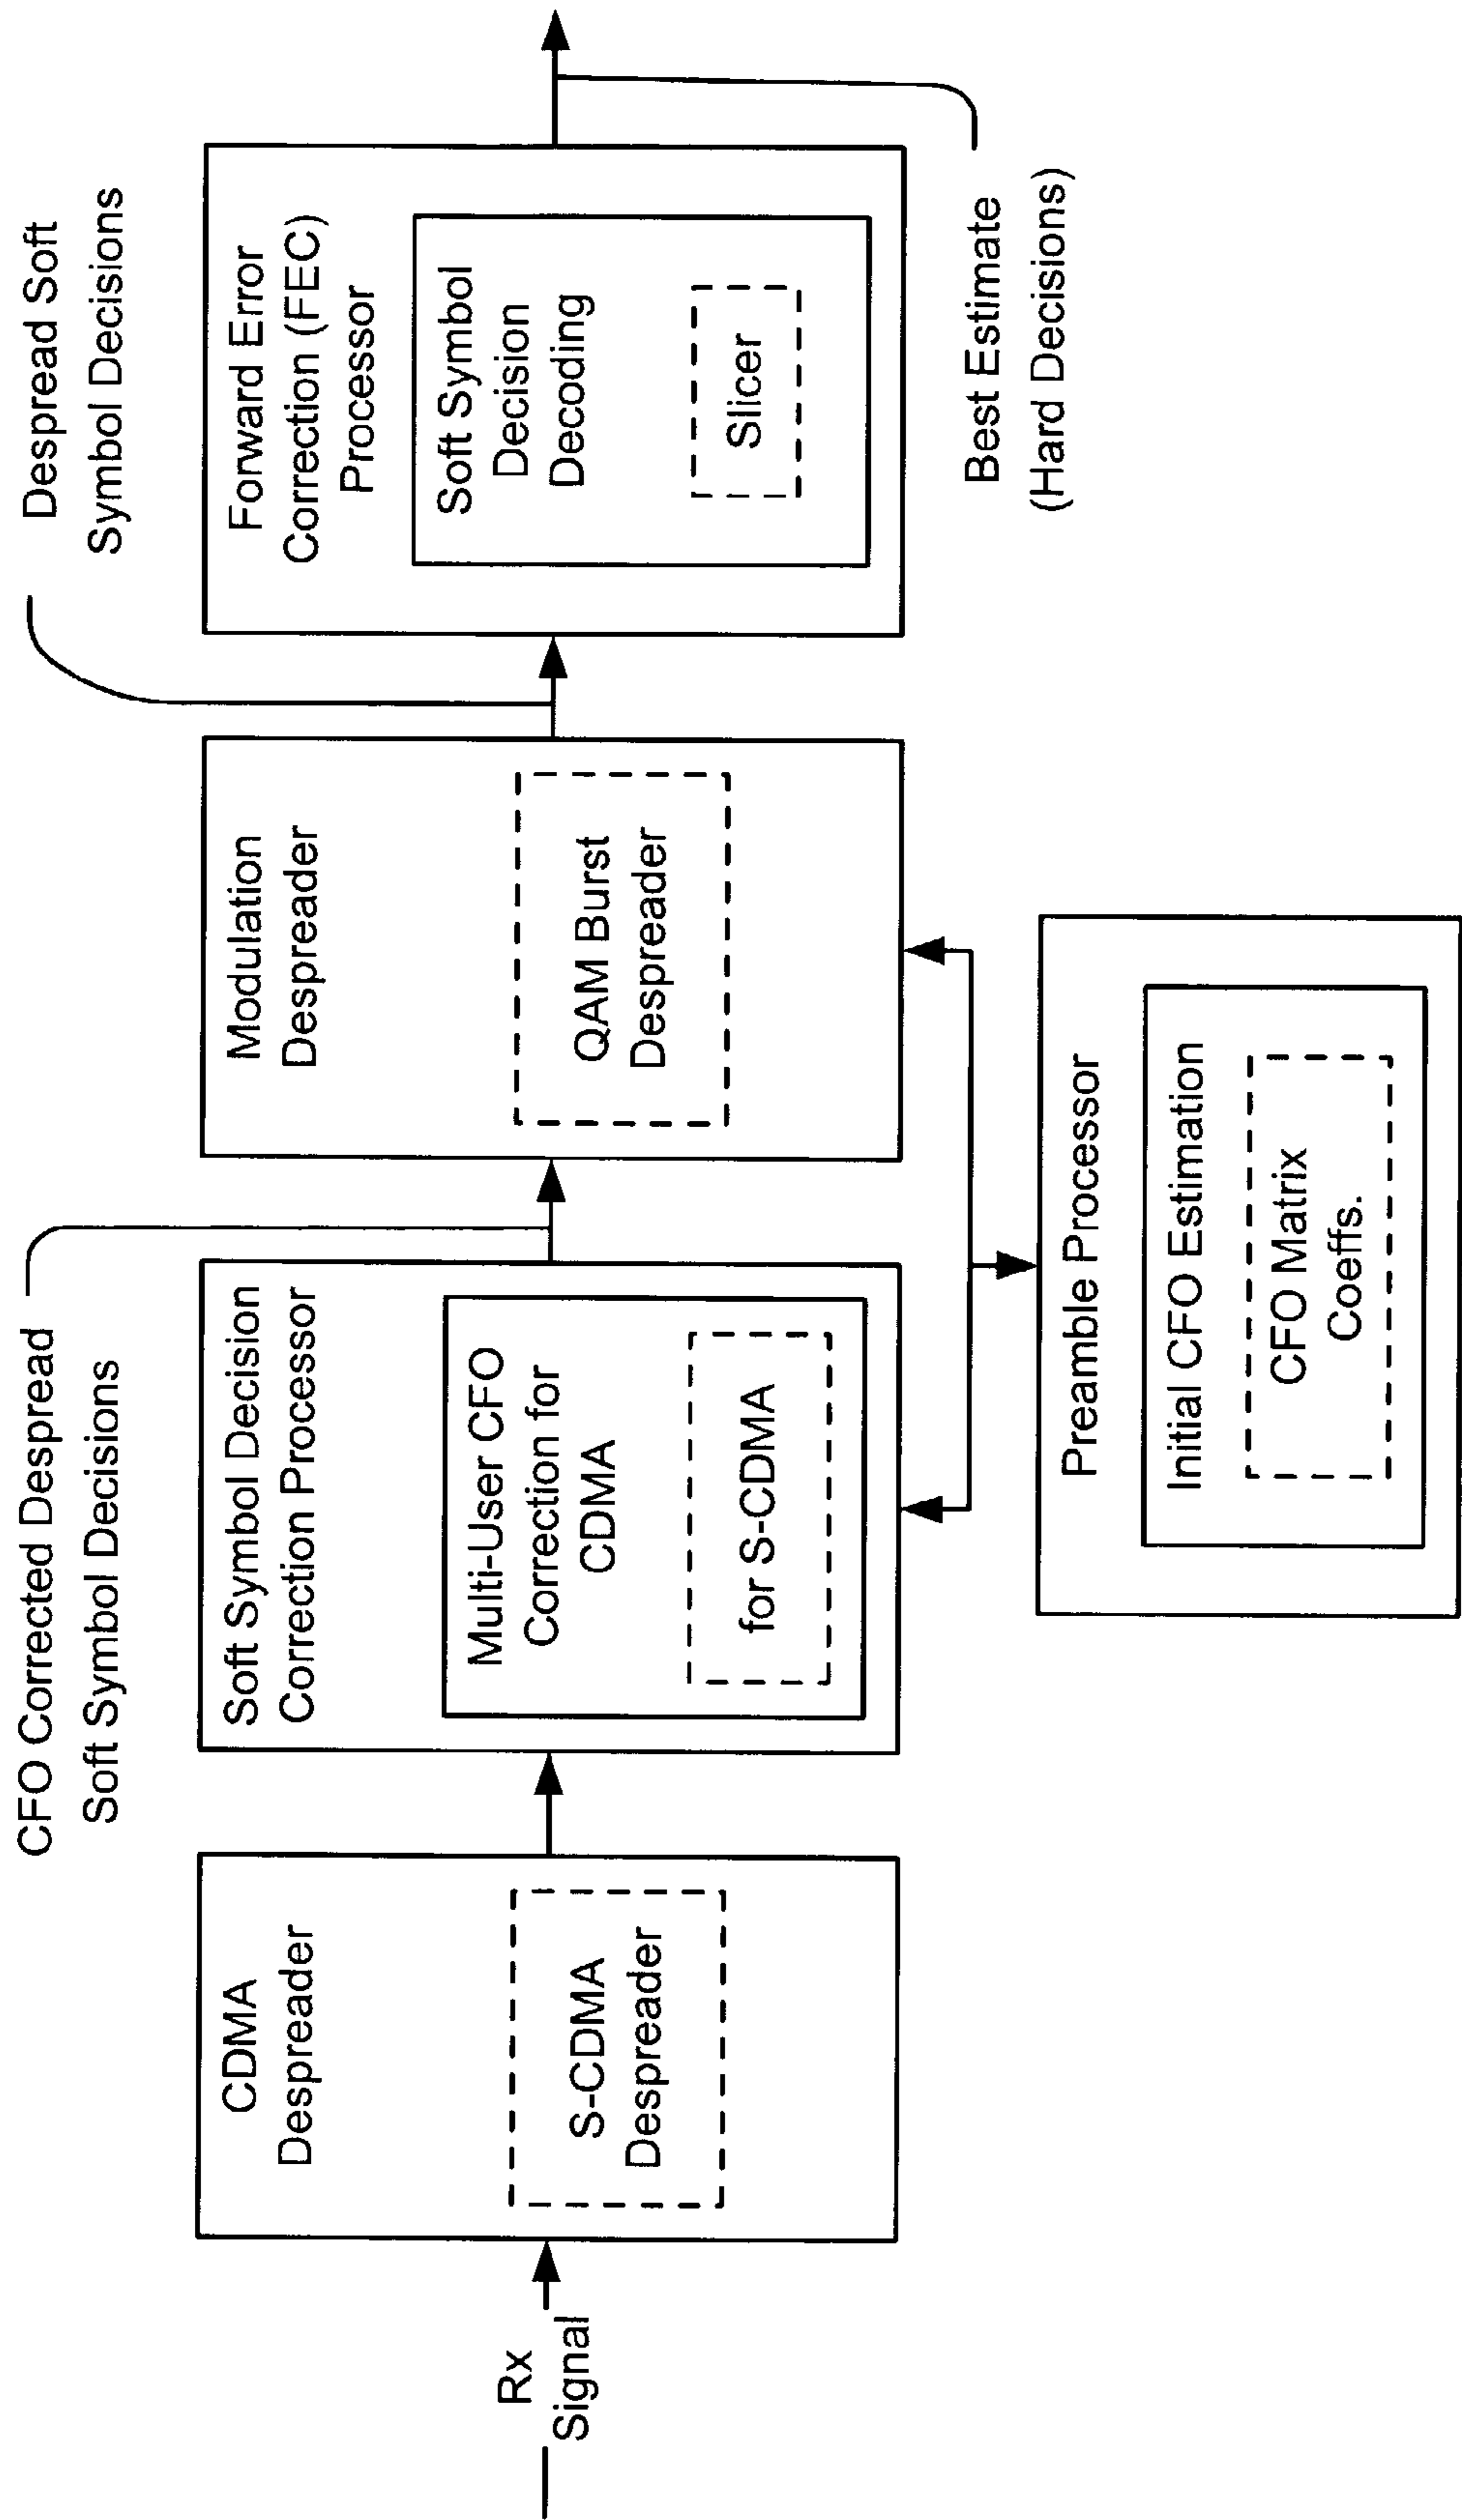 CFO Corrected Despread
Soft Symbol Decisions
Despread Soft
Symbol Decisions
Rx
Signal
CDMA
Despreader
S-CDMA
Despreader
Soft Symbol Decision
Correction Processor
Multi-User CFO
Correction for
CDMA
for S-CDMA
Modulation
Despreader
QAM Burst
Despreader
Forward Error
Correction (FEC)
Processor
Soft Symbol
Decision
Decoding
Slicer
Best Estimate
(Hard Decisions)
Preamble Processor
Initial CFO Estimation
CFO Matrix
Coeffs.